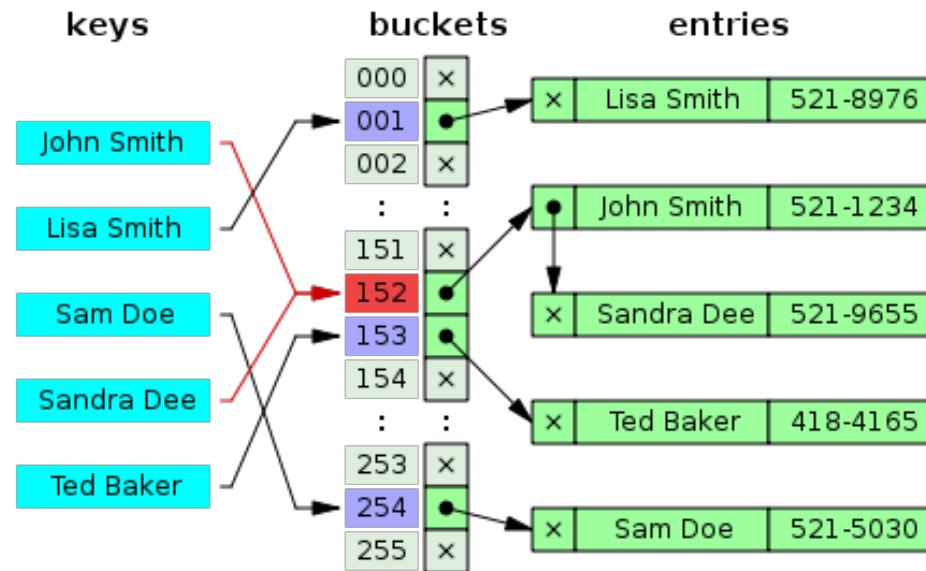 keys
buckets
entries
John Smith
Lisa Smith
Sam Doe
Sandra Dee
Ted Baker
000 ×
001
002 ×
: :
151 ×
152
153
154 ×
: :
253 ×
254
255 ×
× Lisa Smith 521-8976
John Smith 521-1234
× Sandra Dee 521-9655
× Ted Baker 418-4165
× Sam Doe 521-5030